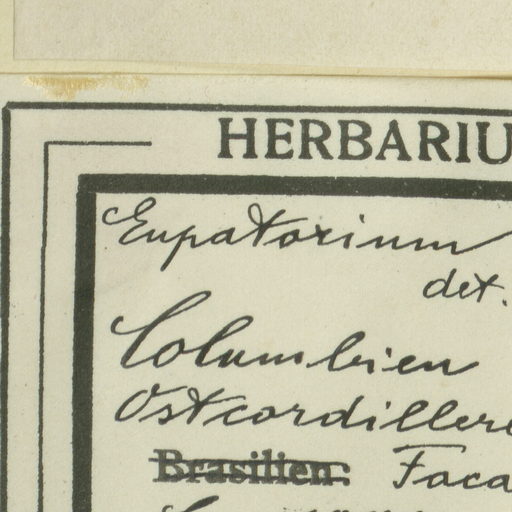 HERBARIU
Eupatorium
det.
Columbien
Ostcordillere
Brasilien: Faca